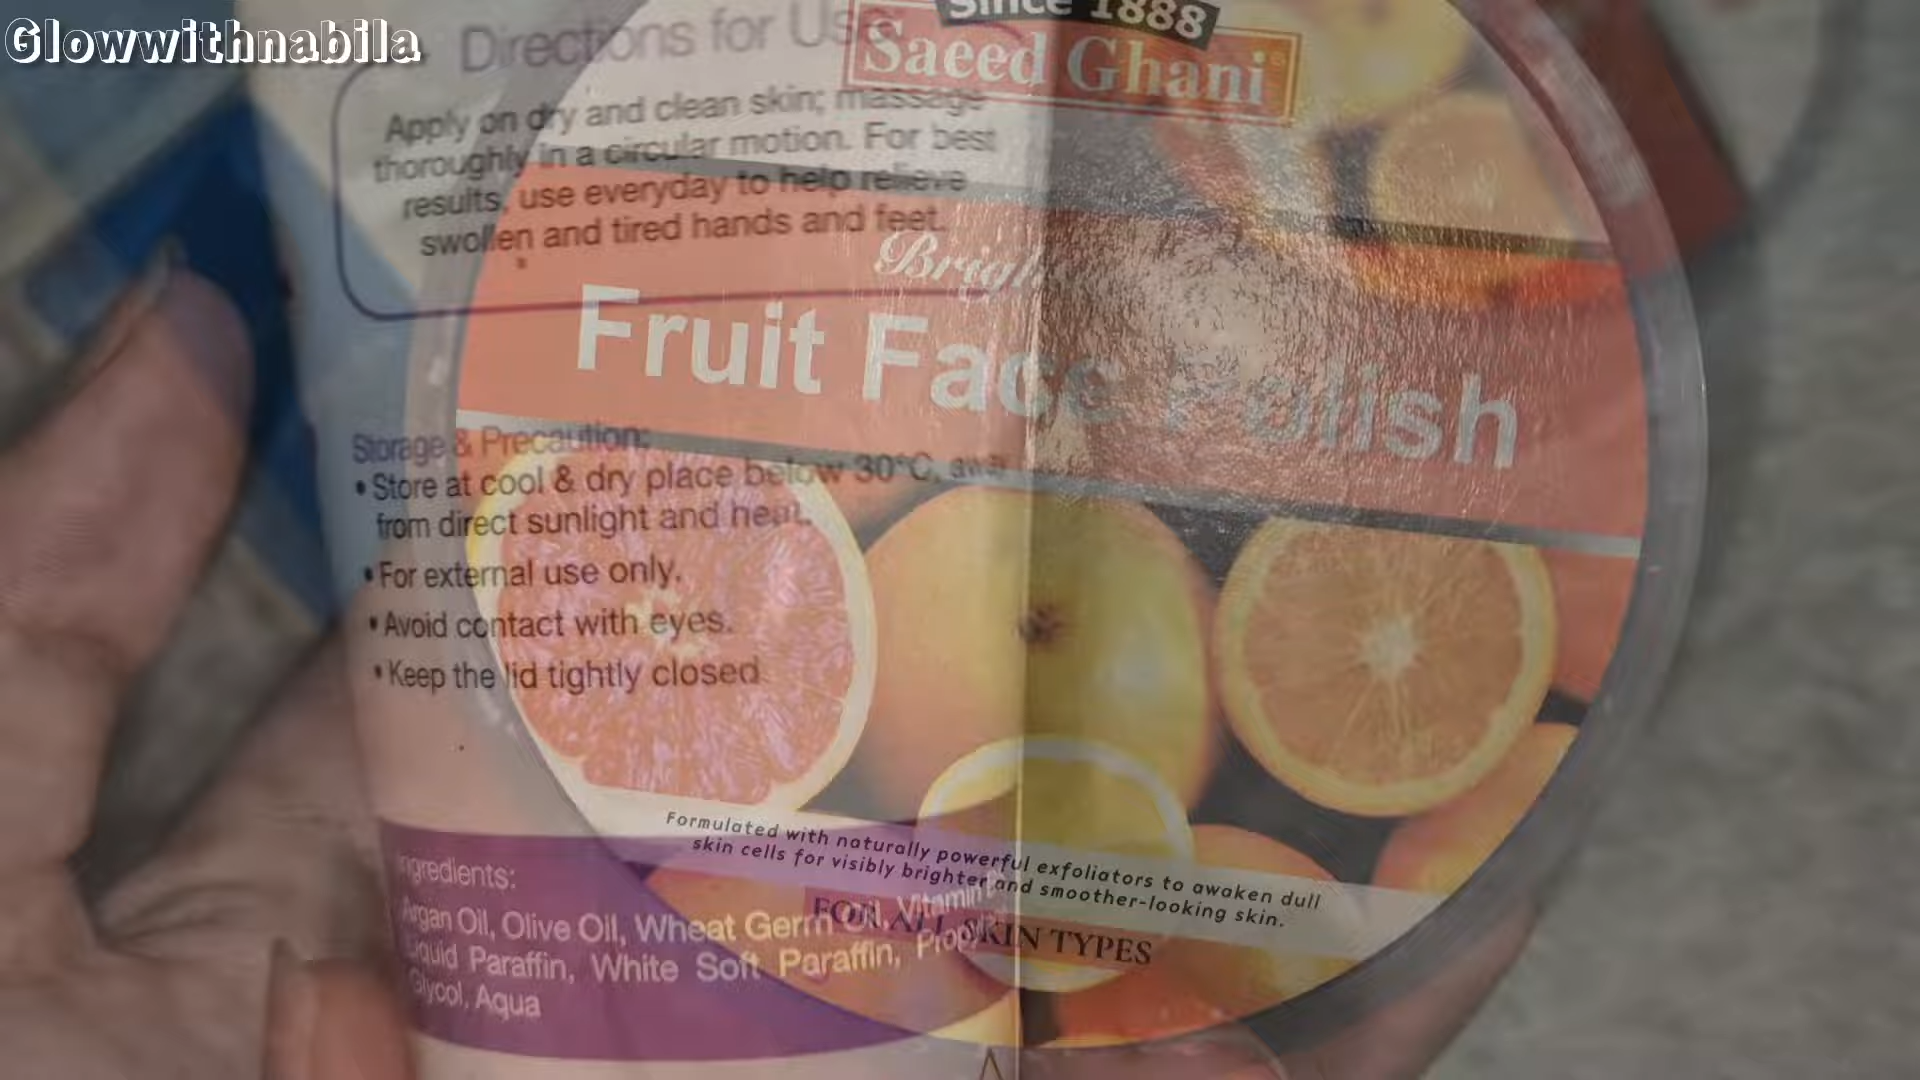 Glowwithnabila
Directions for Use
Apply on dry and clean skin; massage
thoroughly in a circular motion. For best
results, use everyday to help relieve
swollen and tired hands and feet.
Storage & Precaution:
• Store at cool & dry place below 30°C,
from direct sunlight and heat.
• For external use only.
• Avoid contact with eyes.
• Keep the lid tightly closed
Ingredients:
Argan Oil, Olive Oil, Wheat Germ Oil, Vitamin
Liquid Paraffin, White Soft Paraffin,
Glycol, Aqua
Since 1888
Saeed Ghani
Fruit Face Polish
Formulated with naturally powerful exfoliators to awaken dull
skin cells for visibly brighter and smoother-looking skin.
FOR ALL SKIN TYPES